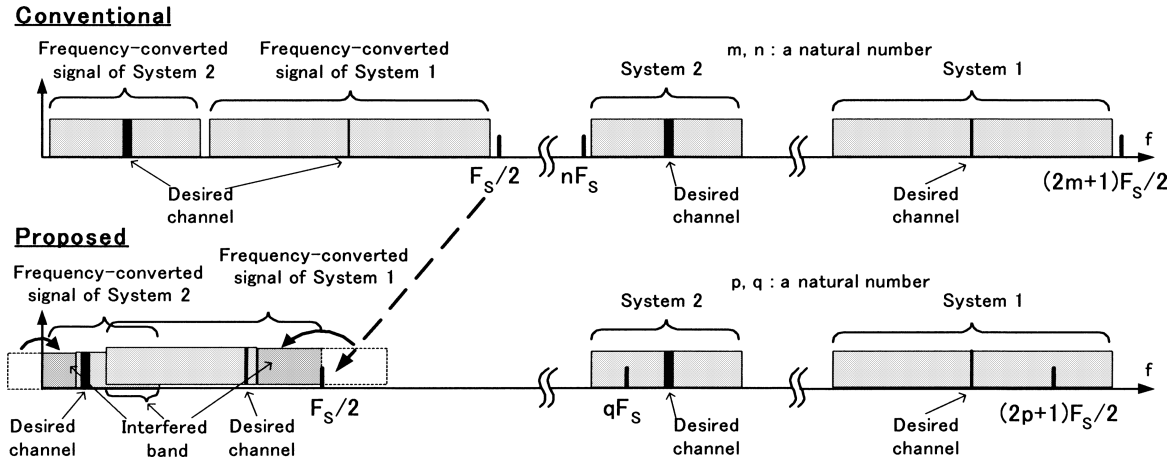 Conventional
Frequency-converted
signal of System 2
Frequency-converted
signal of System 1
m, n : a natural number
System 2
System 1
f
F_S/2
nF_S
(2m+1)F_S/2
Desired
channel
Desired
channel
Desired
channel
Proposed
Frequency-converted
signal of System 2
Frequency-converted
signal of System 1
p, q : a natural number
System 2
System 1
f
F_S/2
qF_S
(2p+1)F_S/2
Desired
channel
Interfered
band
Desired
channel
Desired
channel
Desired
channel